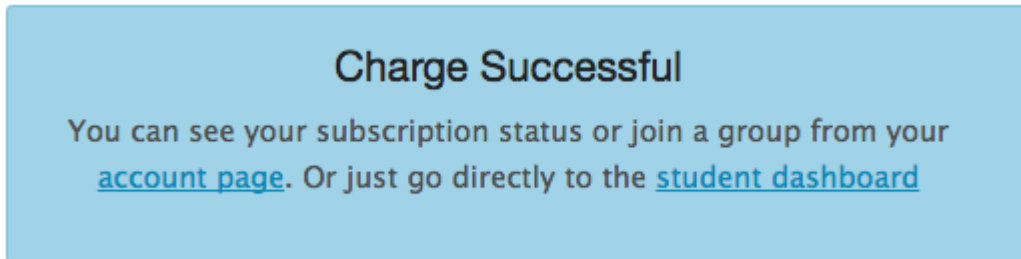 Charge Successful
You can see your subscription status or join a group from your
account page. Or just go directly to the student dashboard